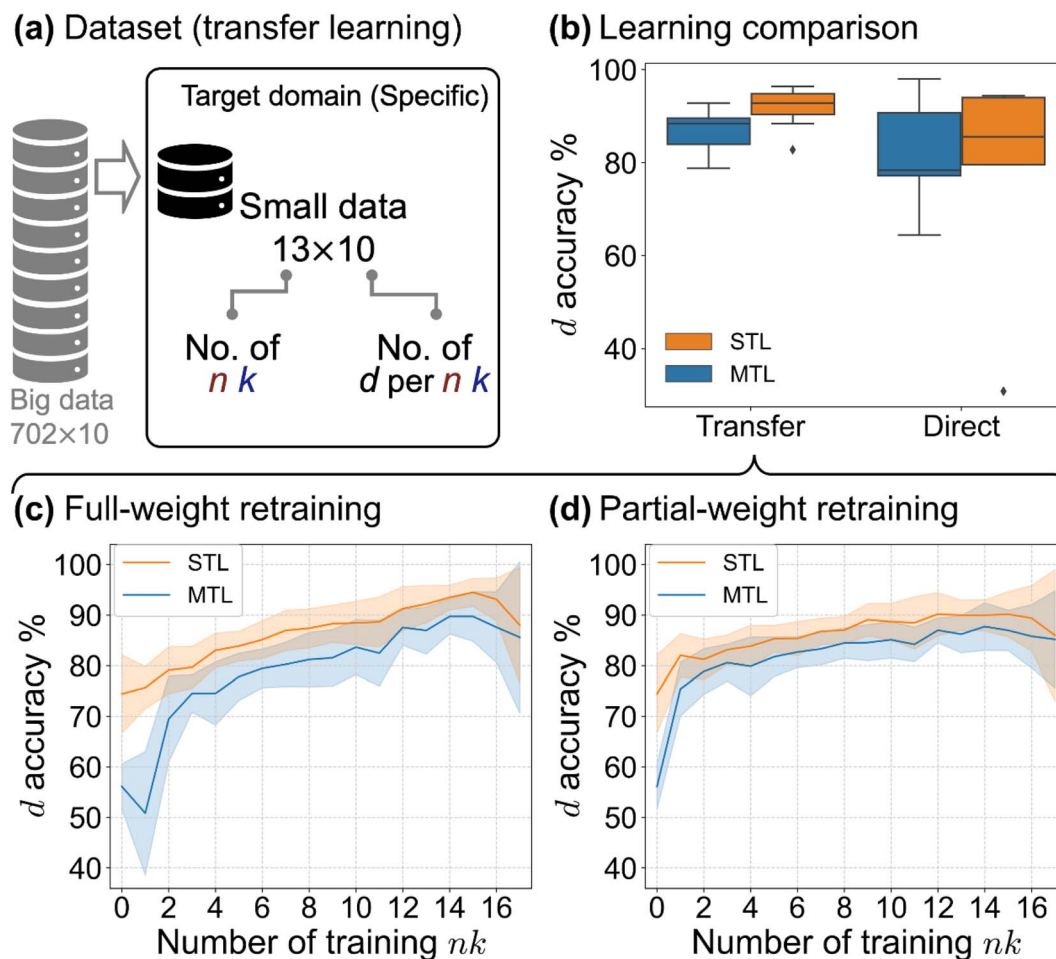 (a) Dataset (transfer learning)
Target domain (Specific)
Small data
13×10
No. of
n k
No. of
d per n k
Big data
702×10
(b) Learning comparison
d accuracy %
100
80
60
40
STL
MTL
Transfer
Direct
(c) Full-weight retraining
d accuracy %
100
90
80
70
60
50
40
STL
MTL
0 2 4 6 8 10 12 14 16
Number of training nk
(d) Partial-weight retraining
d accuracy %
100
90
80
70
60
50
40
STL
MTL
0 2 4 6 8 10 12 14 16
Number of training nk